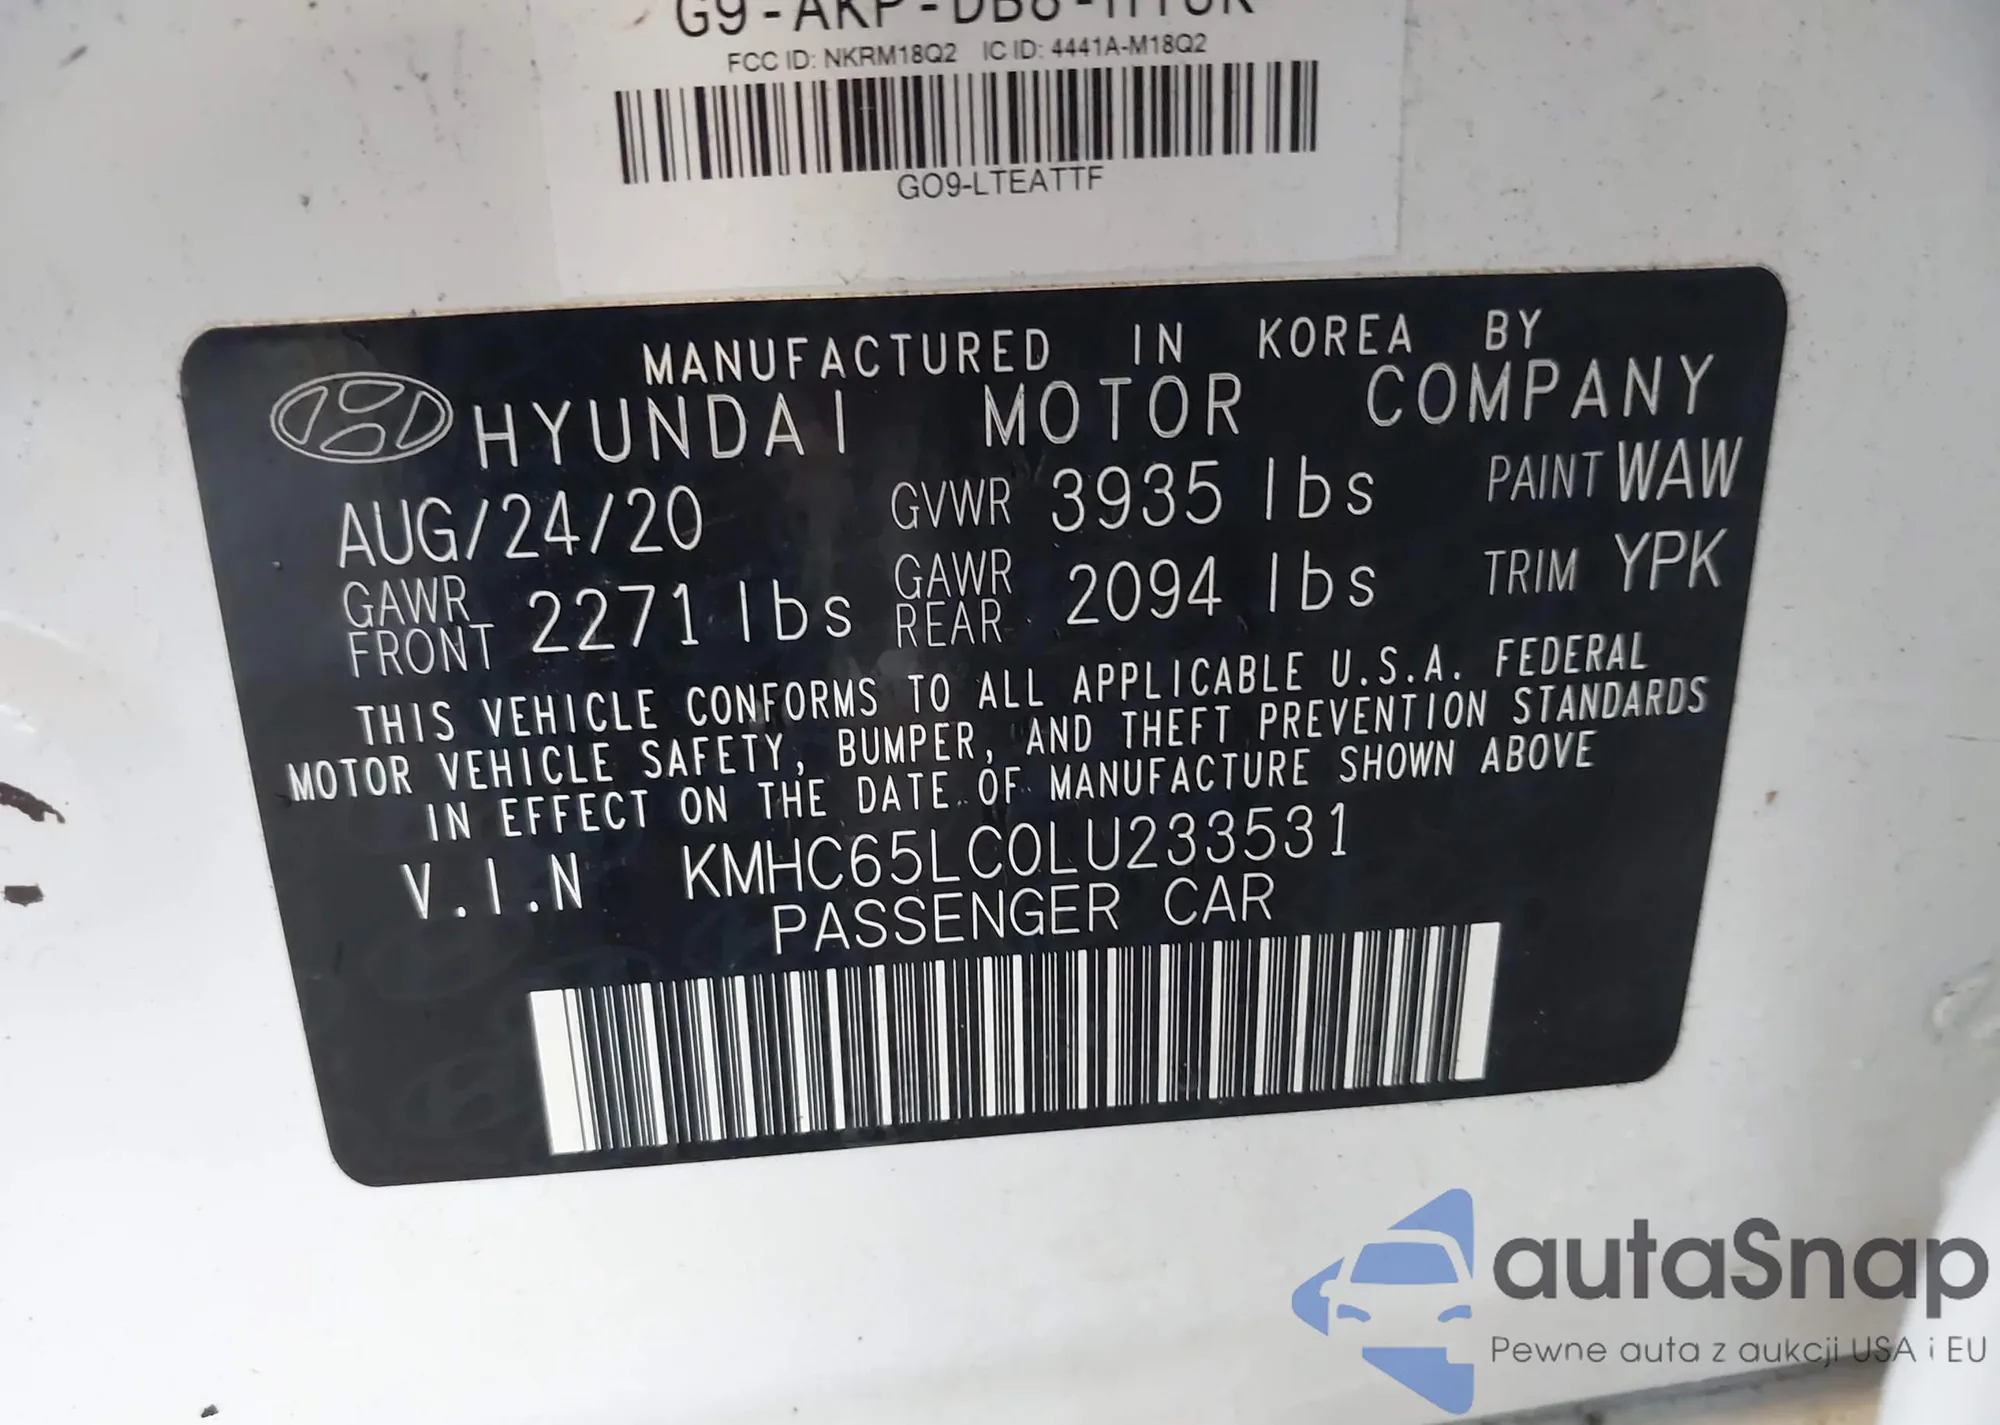 FCC ID: NKRM18Q2 IC ID: 4441A-M18Q2
GO9-LTEATTF
MANUFACTURED IN KOREA BY
HYUNDAI MOTOR COMPANY
AUG/24/20 GVWR 3935 lbs PAINT WAW
GAWR FRONT 2271 lbs GAWR REAR 2094 lbs TRIM YPK
THIS VEHICLE CONFORMS TO ALL APPLICABLE U.S.A. FEDERAL
MOTOR VEHICLE SAFETY, BUMPER, AND THEFT PREVENTION STANDARDS
IN EFFECT ON THE DATE OF MANUFACTURE SHOWN ABOVE
V.I.N KMHC65LC0LU233531
PASSENGER CAR
autaSnap
Pewne auta z aukcji USA i EU